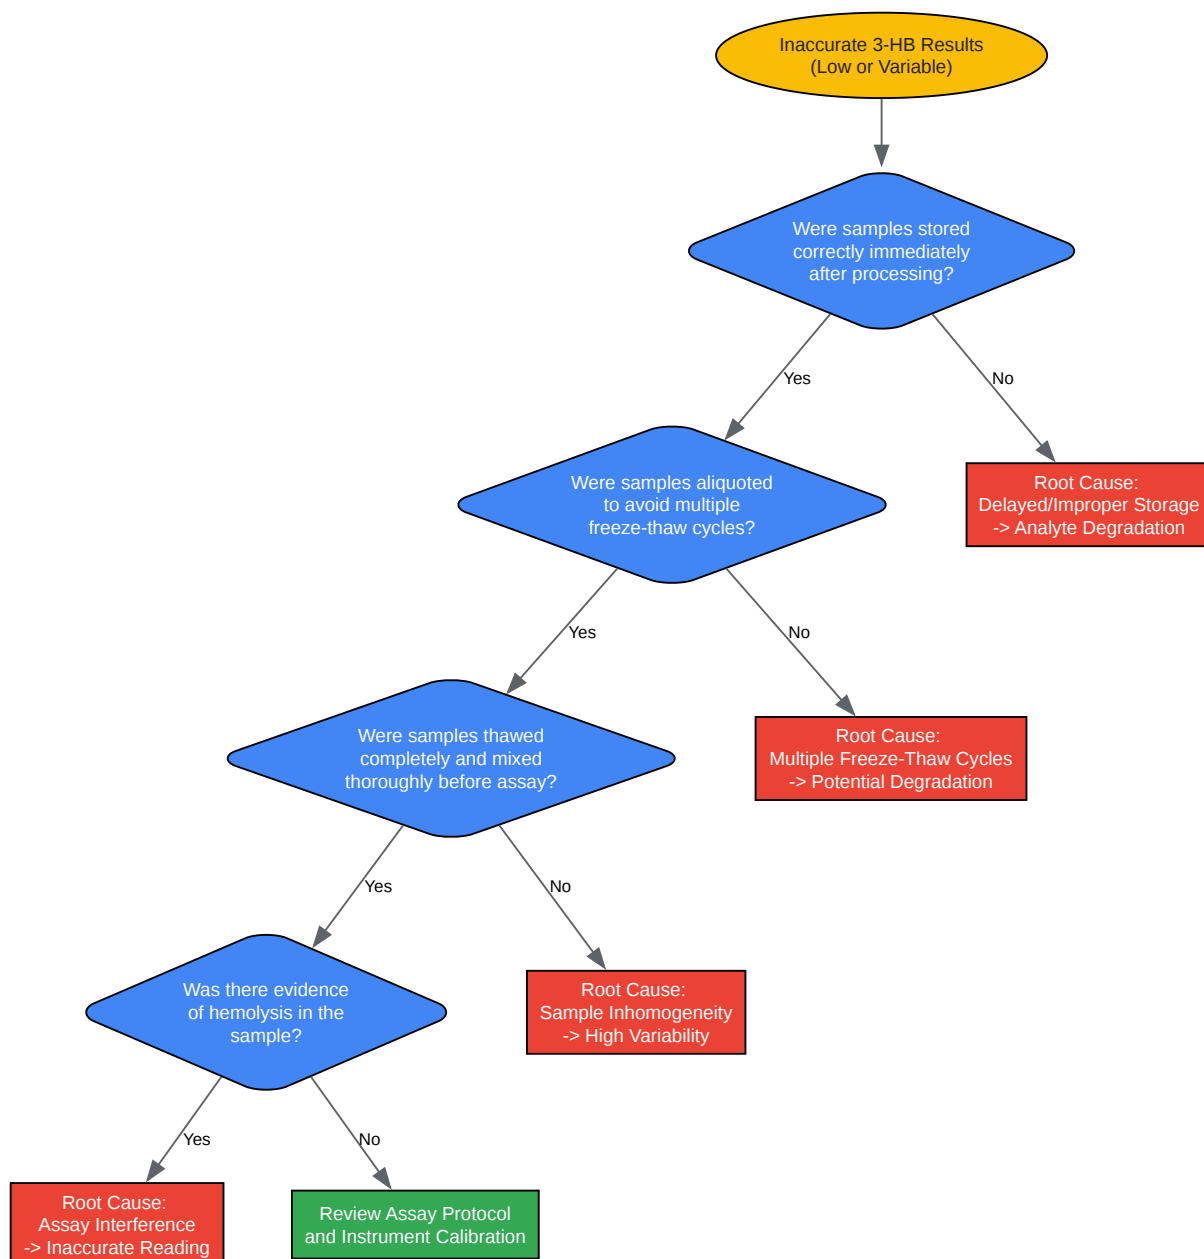 Inaccurate 3-HB Results
(Low or Variable)
Were samples stored
correctly immediately
after processing?
Yes
No
Were samples aliquoted
to avoid multiple
freeze-thaw cycles?
Root Cause:
Delayed/Improper Storage
-> Analyte Degradation
Yes
No
Were samples thawed
completely and mixed
thoroughly before assay?
Root Cause:
Multiple Freeze-Thaw Cycles
-> Potential Degradation
Yes
No
Was there evidence
of hemolysis in the
sample?
Root Cause:
Sample Inhomogeneity
-> High Variability
Yes
No
Root Cause:
Assay Interference
-> Inaccurate Reading
Review Assay Protocol
and Instrument Calibration